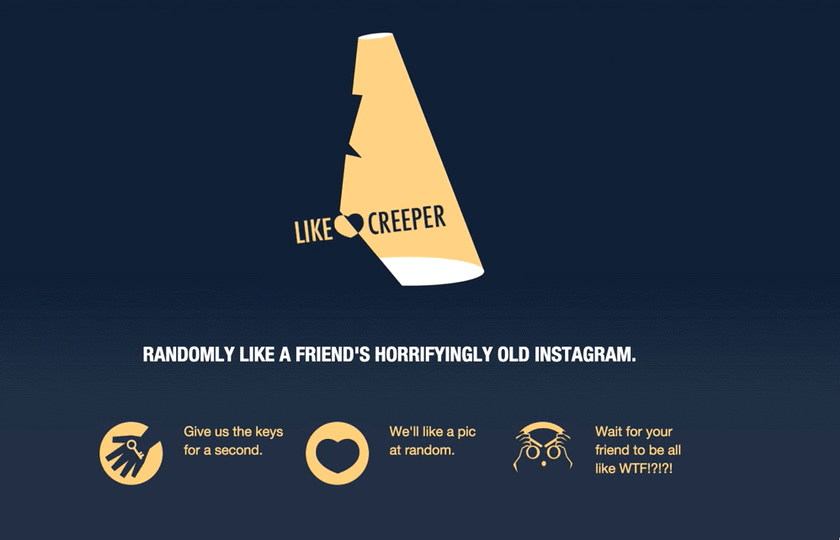 LIKE CREEPER
RANDOMLY LIKE A FRIEND'S HORRIFYINGLY OLD INSTAGRAM.
Give us the keys
for a second.
We'll like a pic
at random.
Wait for your
friend to be all
like WTF!?!?!